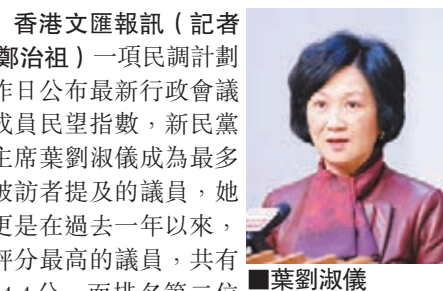 香港文匯報訊（記者
鄭治祖）一項民調計劃
昨日公布最新行政會議
成員民望指數，新民黨
主席葉劉淑儀成為最多
被訪者提及的議員，她
更是在過去一年以來，
評分最高的議員，共有
■葉劉淑儀